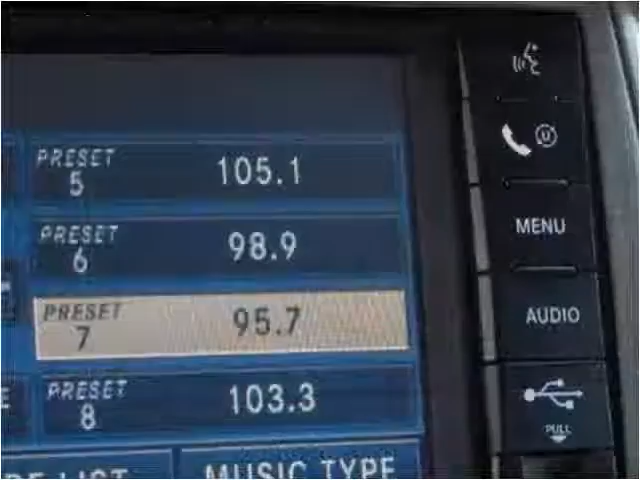 PRESET 5 105.1
PRESET 6 98.9
PRESET 7 95.7
PRESET 8 103.3
LIST MUSIC TYPE
U
MENU
AUDIO
PULL